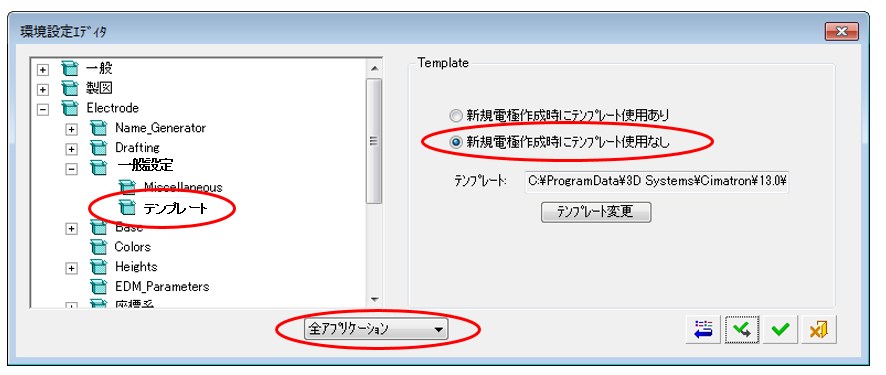 環境設定ｴﾃﾞｨﾀ
一般
製図
Electrode
Name_Generator
Drafting
一般設定
Miscellaneous
テンプレート
Base
Colors
Heights
EDM_Parameters
座標系
Template
新規電極作成時にﾃﾝﾌﾟﾚｰﾄ使用あり
新規電極作成時にﾃﾝﾌﾟﾚｰﾄ使用なし
ﾃﾝﾌﾟﾚｰﾄ: C:¥ProgramData¥3D Systems¥Cimatron¥13.0¥
ﾃﾝﾌﾟﾚｰﾄ変更
全ｱﾌﾟﾘｹｰｼｮﾝ